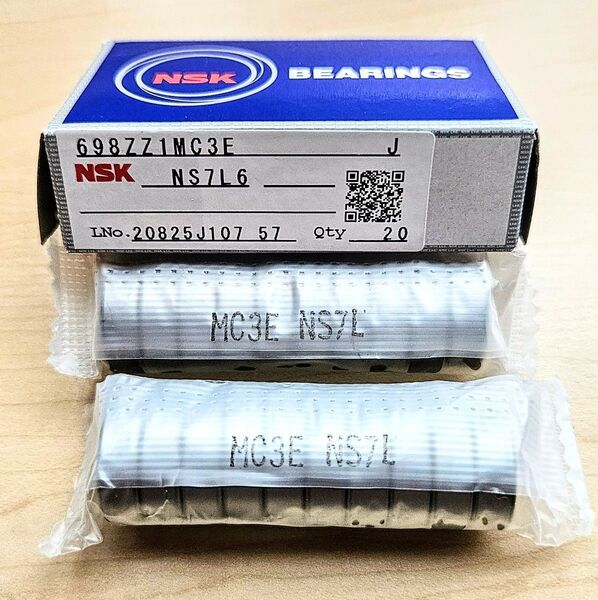 NSK BEARINGS
698ZZ1MC3E J
NSK NS7L6
LNo. 20825J107 57 Qty 20
MC3E NS7L
MC3E NS7L